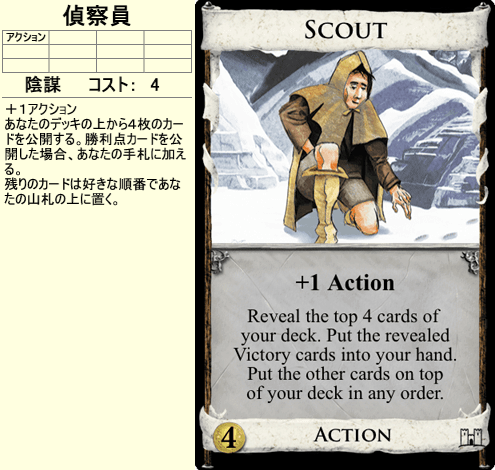 偵察員
アクション
陰謀　コスト：　4
＋1アクション
あなたのデッキの上から4枚のカー
ドを公開する。勝利点カードを公
開した場合、あなたの手札に加え
る。
残りのカードは好きな順番であな
たの山札の上に置く。
SCOUT
+1 Action
Reveal the top 4 cards of
your deck. Put the revealed
Victory cards into your hand.
Put the other cards on top
of your deck in any order.
4
ACTION